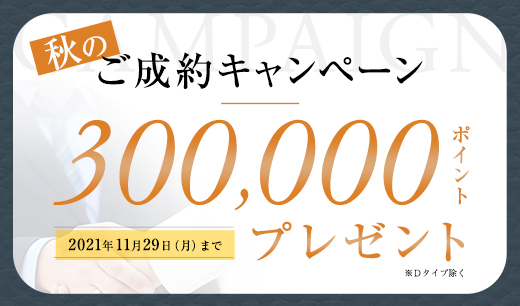 CAMPAIGN
秋の
ご成約キャンペーン
300,000
ポイント
プレゼント
2021年11月29日(月)まで
※Dタイプ除く